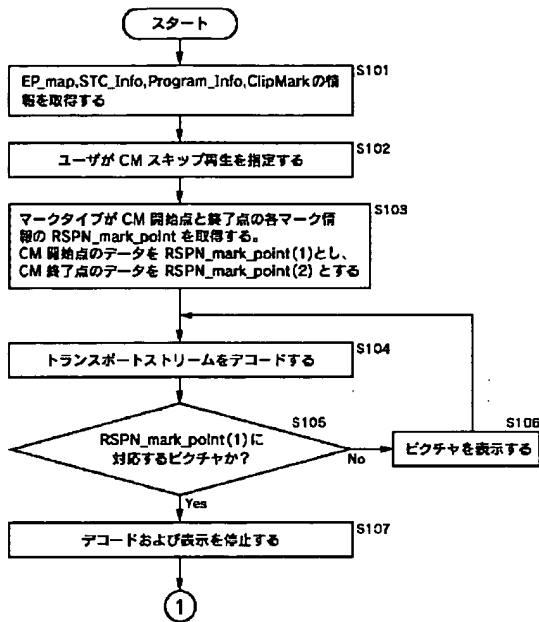 スタート
S101
EP_map,STC_Info,Program_Info,ClipMarkの情
報を取得する
S102
ユーザが CM スキップ再生を指定する
S103
マークタイプが CM 開始点と終了点の各マーク情
報の RSPN_mark_point を取得する。
CM 開始点のデータを RSPN_mark_point(1)とし、
CM 終了点のデータを RSPN_mark_point(2) とする
S104
トランスポートストリームをデコードする
S105
RSPN_mark_point(1)に
対応するピクチャか?
No
S106
ピクチャを表示する
Yes
S107
デコードおよび表示を停止する
1